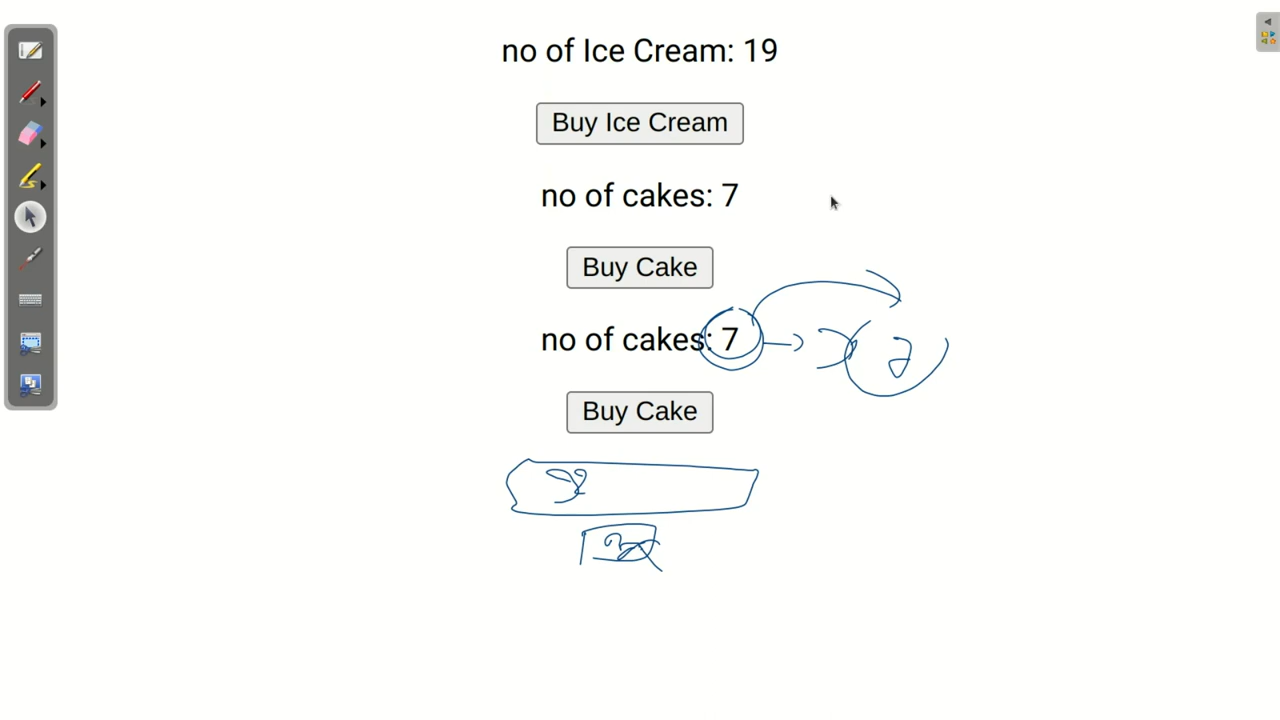 no of Ice Cream: 19
Buy Ice Cream
no of cakes: 7
Buy Cake
no of cakes: 7
Buy Cake